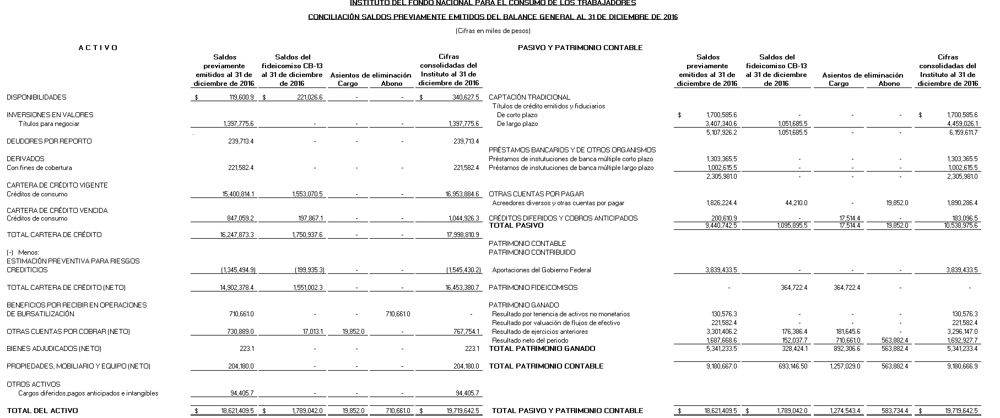 INSTITUTO DEL FONDO NACIONAL PARA EL CONSUMO DE LOS TRABAJADORES
CONCILIACIÓN SALDOS PREVIAMENTE EMITIDOS DEL BALANCE GENERAL AL 31 DE DICIEMBRE DE 2016
(Cifras en miles de pesos)
A C T I V O
Saldos previamente emitidos al 31 de diciembre de 2016
Saldos del fideicomiso CB-13 al 31 de diciembre de 2016
Asientos de eliminación
Cargo Abono
Cifras consolidadas del Instituto al 31 de diciembre de 2016
DISPONIBILIDADES $ 119,600.9 $ 221,026.6 - - $ 340,627.5
INVERSIONES EN VALORES
Títulos para negociar 1,397,775.6 - - - 1,397,775.6
DEUDORES POR REPORTO 239,713.4 - - - 239,713.4
DERIVADOS
Con fines de cobertura 221,582.4 - - - 221,582.4
CARTERA DE CRÉDITO VIGENTE
Créditos de consumo 15,400,814.1 1,553,070.5 - - 16,953,884.6
CARTERA DE CRÉDITO VENCIDA
Créditos de consumo 847,059.2 197,867.1 - - 1,044,926.3
TOTAL CARTERA DE CRÉDITO 16,247,873.3 1,750,937.6 - - 17,998,810.9
(-) Menos:
ESTIMACIÓN PREVENTIVA PARA RIESGOS
CREDITICIOS (1,345,494.9) (199,935.3) - - (1,545,430.2)
TOTAL CARTERA DE CRÉDITO (NETO) 14,902,378.4 1,551,002.3 - - 16,453,380.7
BENEFICIOS POR RECIBIR EN OPERACIONES
DE BURSATILIZACIÓN 710,661.0 - - 710,661.0 -
OTRAS CUENTAS POR COBRAR (NETO) 730,889.0 17,013.1 19,852.0 - 767,754.1
BIENES ADJUDICADOS (NETO) 223.1 - - - 223.1
PROPIEDADES, MOBILIARIO Y EQUIPO (NETO) 204,180.0 - - - 204,180.0
OTROS ACTIVOS
Cargos diferidos,pagos anticipados e intangibles 94,405.7 - - - 94,405.7
TOTAL DEL ACTIVO $ 18,621,409.5 $ 1,789,042.0 19,852.0 710,661.0 $ 19,719,642.5
PASIVO Y PATRIMONIO CONTABLE
Saldos previamente emitidos al 31 de diciembre de 2016
Saldos del fideicomiso CB-13 al 31 de diciembre de 2016
Asientos de eliminación
Cargo Abono
Cifras consolidadas del Instituto al 31 de diciembre de 2016
CAPTACIÓN TRADICIONAL
Títulos de crédito emitidos y fiduciarios
De corto plazo $ 1,700,585.6 - - - $ 1,700,585.6
De largo plazo 3,407,340.6 1,051,685.5 - - 4,459,026.1
5,107,926.2 1,051,685.5 - - 6,159,611.7
PRÉSTAMOS BANCARIOS Y DE OTROS ORGANISMOS
Préstamos de instutuciones de banca múltiple corto plazo 1,303,365.5 - - - 1,303,365.5
Préstamos de instutuciones de banca múltiple largo plazo 1,002,615.5 - - - 1,002,615.5
2,305,981.0 - - - 2,305,981.0
OTRAS CUENTAS POR PAGAR
Acreedores diversos y otras cuentas por pagar 1,826,224.4 44,210.0 - 19,852.0 1,890,286.4
CRÉDITOS DIFERIDOS Y COBROS ANTICIPADOS 200,610.9 - 17,514.4 - 183,096.5
TOTAL PASIVO 9,440,742.5 1,095,895.5 17,514.4 19,852.0 10,538,975.6
PATRIMONIO CONTABLE
PATRIMONIO CONTRIBUIDO
Aportaciones del Gobierno Federal 3,839,433.5 - - - 3,839,433.5
PATRIMONIO FIDEICOMISOS - 364,722.4 364,722.4 - -
PATRIMONIO GANADO
Resultado por tenencia de activos no monetarios 130,576.3 - - - 130,576.3
Resultado por valuación de flujos de efectivo 221,582.4 - - - 221,582.4
Resultado de ejercicios anteriores 3,301,406.2 176,386.4 181,645.6 - 3,296,147.0
Resultado neto del periodo 1,687,668.6 152,037.7 710,661.0 563,882.4 1,692,927.7
TOTAL PATRIMONIO GANADO 5,341,233.5 328,424.1 892,306.6 563,882.4 5,341,233.4
TOTAL PATRIMONIO CONTABLE 9,180,667.0 693,146.50 1,257,029.0 563,882.4 9,180,666.9
TOTAL PASIVO Y PATRIMONIO CONTABLE $ 18,621,409.5 $ 1,789,042.0 1,274,543.4 583,734.4 $ 19,719,642.5